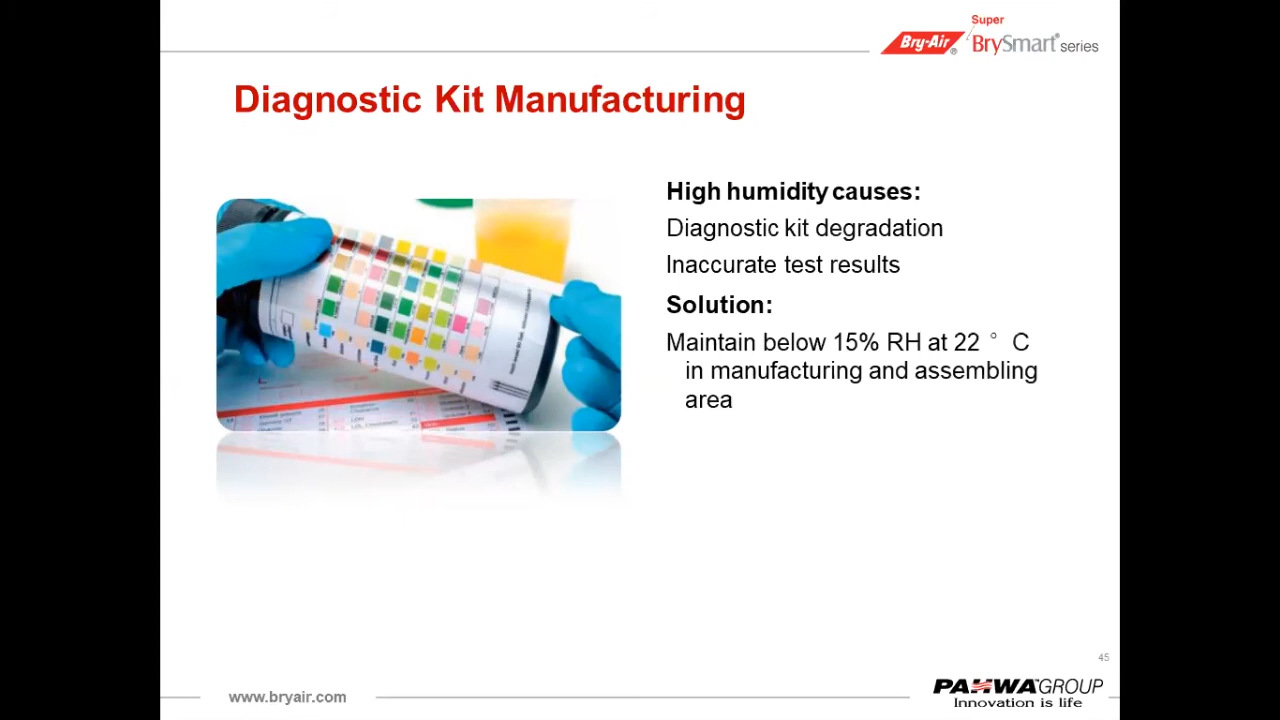 Super
Bry-Air® BrySmart® series
Diagnostic Kit Manufacturing
High humidity causes:
Diagnostic kit degradation
Inaccurate test results
Solution:
Maintain below 15% RH at 22 ° C
in manufacturing and assembling
area
45
www.bryair.com
PAHWA GROUP
Innovation is life